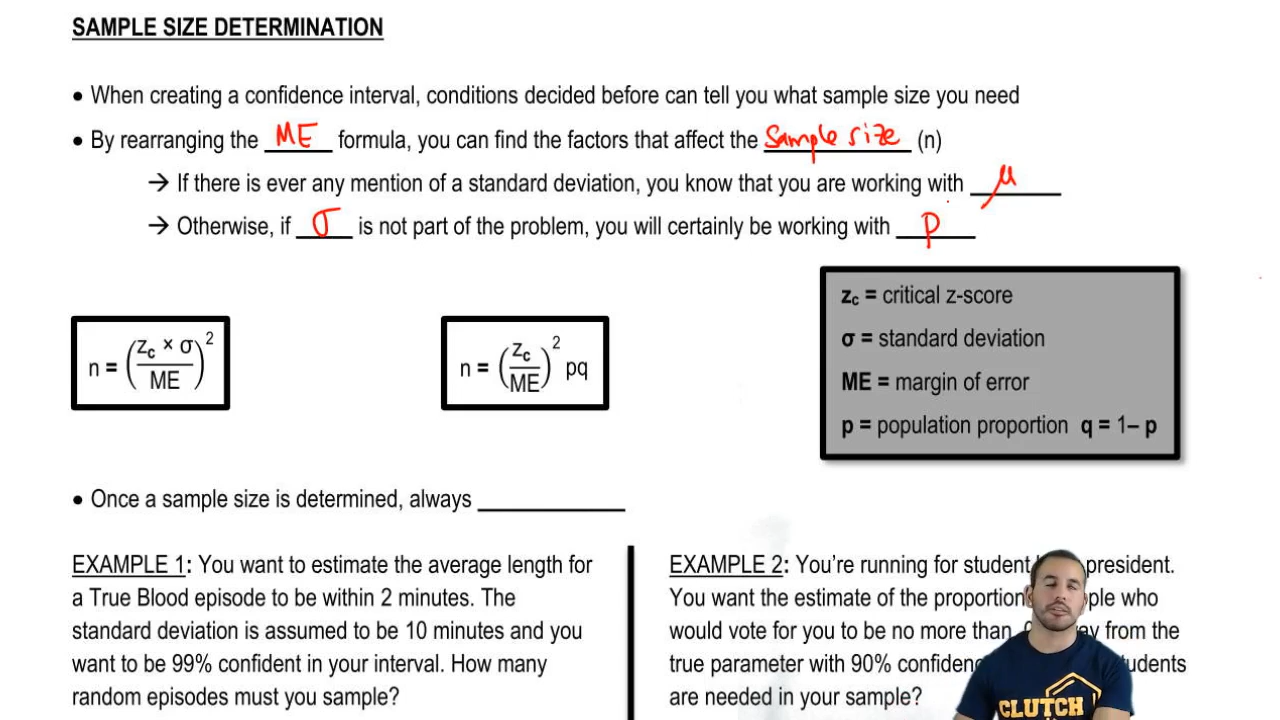 SAMPLE SIZE DETERMINATION
• When creating a confidence interval, conditions decided before can tell you what sample size you need
• By rearranging the ME formula, you can find the factors that affect the Sample size (n)
→ If there is ever any mention of a standard deviation, you know that you are working with μ
→ Otherwise, if σ is not part of the problem, you will certainly be working with p
n = (zc × σ / ME)²
n = (zc / ME)² pq
zc = critical z-score
σ = standard deviation
ME = margin of error
p = population proportion q = 1– p
• Once a sample size is determined, always ________
EXAMPLE 1: You want to estimate the average length for
a True Blood episode to be within 2 minutes. The
standard deviation is assumed to be 10 minutes and you
want to be 99% confident in your interval. How many
random episodes must you sample?
EXAMPLE 2: You're running for student president.
You want the estimate of the proportion who
would vote for you to be no more than from the
true parameter with 90%
are needed in your sample?
CLUTCH